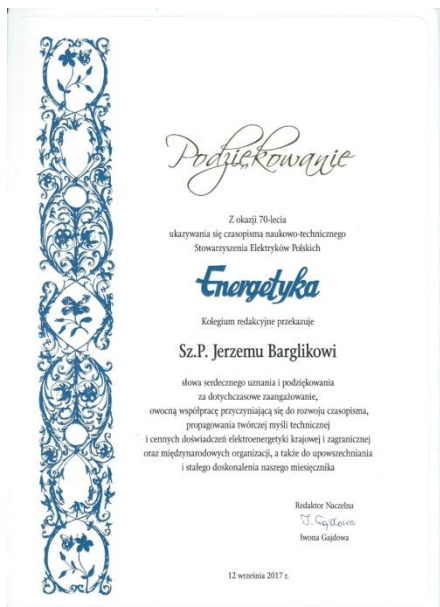 Podziękowanie
Z okazji 70-lecia
ukazywania się czasopisma naukowo-technicznego
Stowarzyszenia Elektryków Polskich
Energetyka
Kolegium redakcyjne przekazuje
Sz.P. Jerzemu Barglikowi
słowa serdecznego uznania i podziękowania
za dotychczasowe zaangażowanie,
owocną współpracę przyczyniającą się do rozwoju czasopisma,
propagowania twórczej myśli technicznej
i cennych doświadczeń elektroenergetyki krajowej i zagranicznej
oraz międzynarodowych organizacji, a także do upowszechniania
i stałego doskonalenia naszego miesięcznika
Redaktor Naczelna
I. Gajdowa
Iwona Gajdowa
12 września 2017 r.